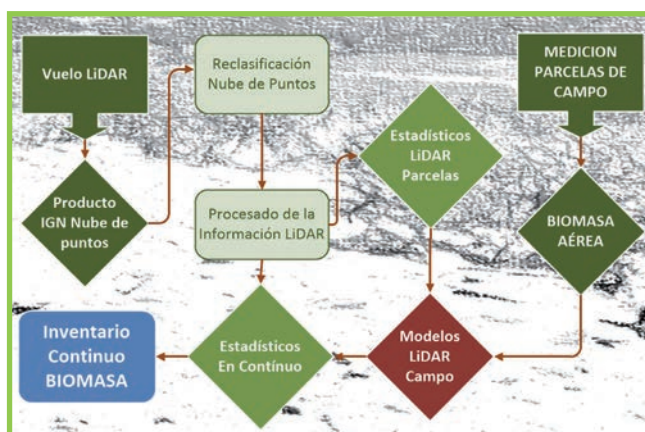 Vuelo LiDAR
Reclasificación
Nube de Puntos
MEDICION
PARCELAS DE
CAMPO
Estadísticos
LiDAR
Parcelas
Producto
IGN Nube de
puntos
Procesado de la
Información LiDAR
BIOMASA
AÉREA
Inventario
Continuo
BIOMASA
Estadísticos
En Contínuo
Modelos
LiDAR
Campo